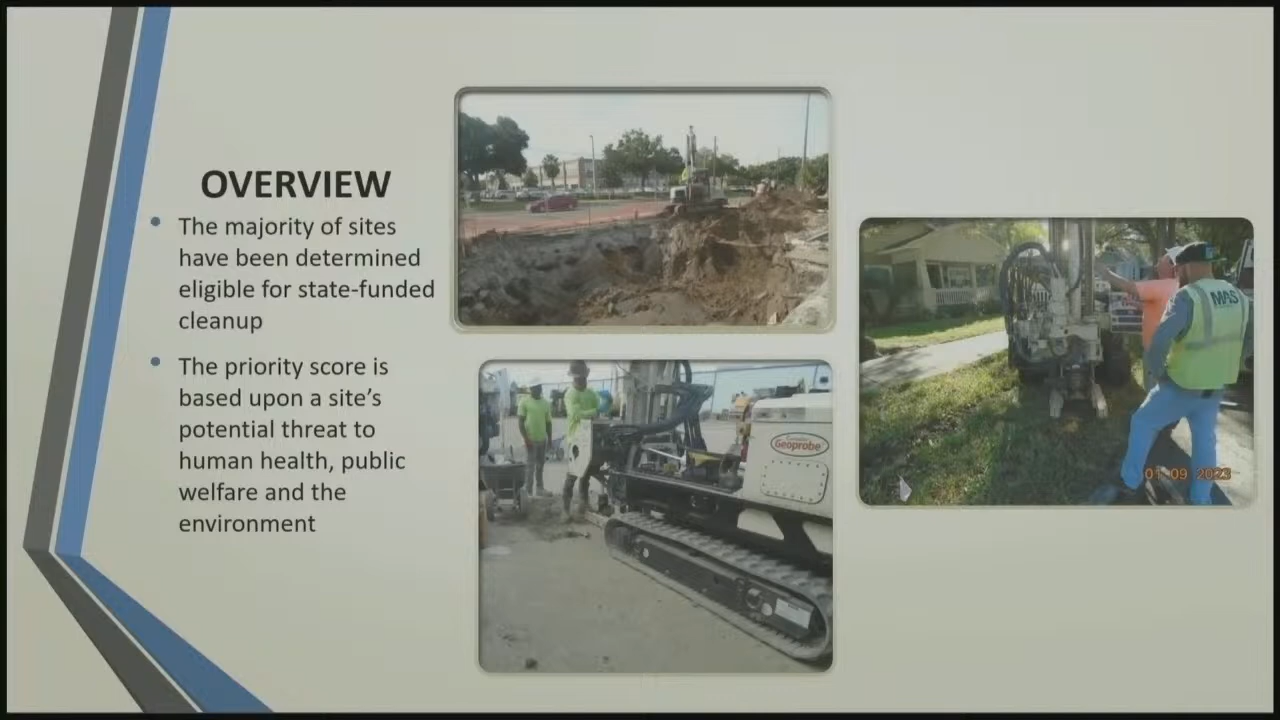 OVERVIEW
• The majority of sites
have been determined
eligible for state-funded
cleanup
• The priority score is
based upon a site’s
potential threat to
human health, public
welfare and the
environment
Geoprobe
MAS
01 09 2023